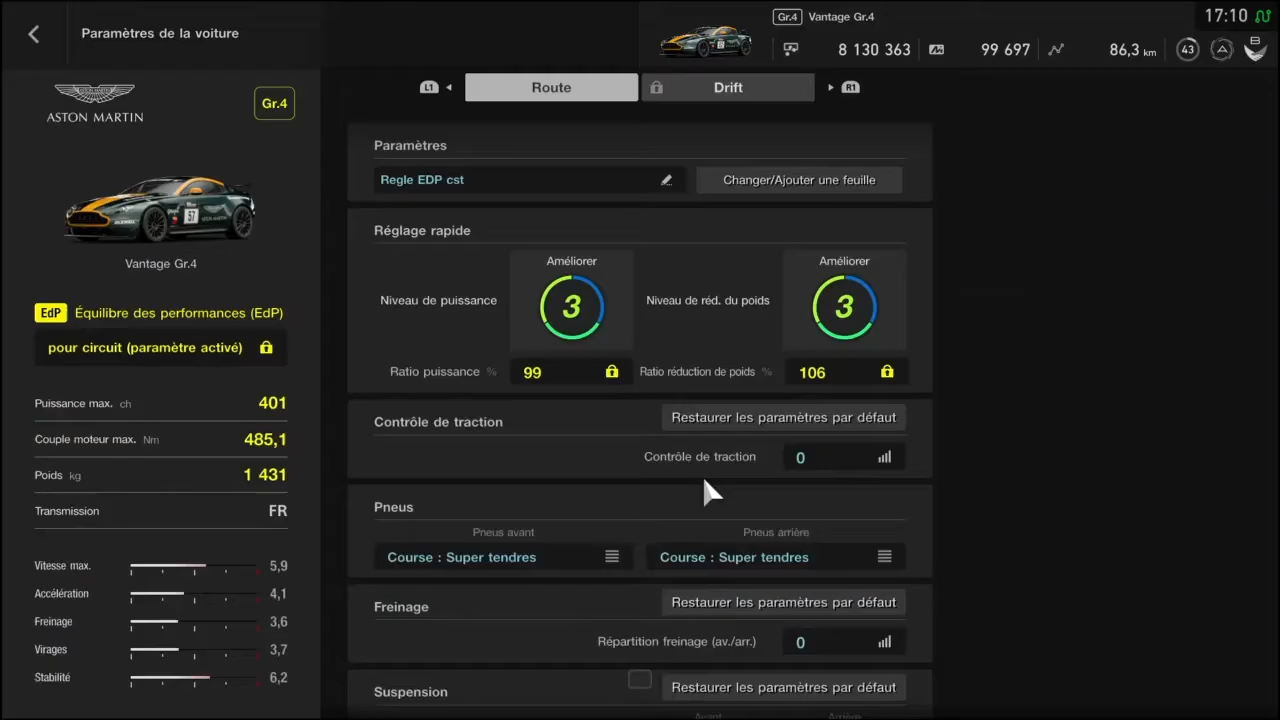 17:10
Gr.4 Vantage Gr.4
8 130 363 99 697 86,3 km 43 A B
Paramètres de la voiture
L1 Route Drift R1
ASTON MARTIN
Gr.4
57
Vantage Gr.4
EdP Équilibre des performances (EdP)
pour circuit (paramètre activé)
Puissance max. ch 401
Couple moteur max. Nm 485,1
Poids kg 1 431
Transmission FR
Vitesse max. 5,9
Accélération 4,1
Freinage 3,6
Virages 3,7
Stabilité 6,2
Paramètres
Regle EDP cst Changer/Ajouter une feuille
Réglage rapide
Améliorer Améliorer
Niveau de puissance 3 Niveau de réd. du poids 3
Ratio puissance % 99 Ratio réduction de poids % 106
Contrôle de traction Restaurer les paramètres par défaut
Contrôle de traction 0
Pneus
Pneus avant Pneus arrière
Course : Super tendres Course : Super tendres
Freinage Restaurer les paramètres par défaut
Répartition freinage (av./arr.) 0
Suspension Restaurer les paramètres par défaut
Avant Arrière